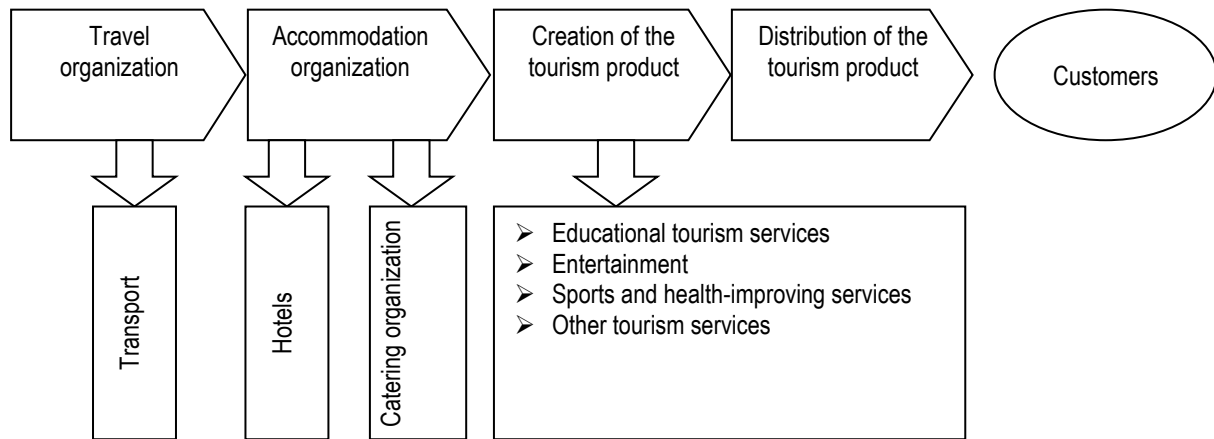 Travel
organization
Accommodation
organization
Creation of the
tourism product
Distribution of the
tourism product
Customers
Transport
Hotels
Catering organization
➢ Educational tourism services
➢ Entertainment
➢ Sports and health-improving services
➢ Other tourism services